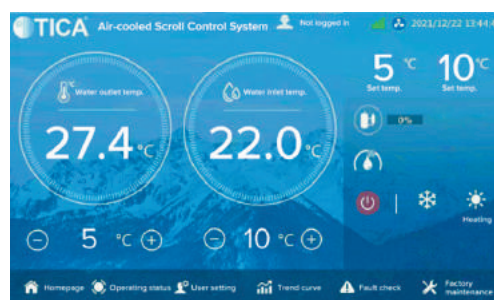 TICA Air-cooled Scroll Control System Not logged in 2021/12/22 13:44:4
Water outlet temp. Water inlet temp. 5 °C 10°C
Set temp. Set temp.
27.4 °C 22.0 °C
0%
Heating
− 5 °C + − 10 °C +
Homepage Operating status User setting Trend curve Fault check Factory maintenance